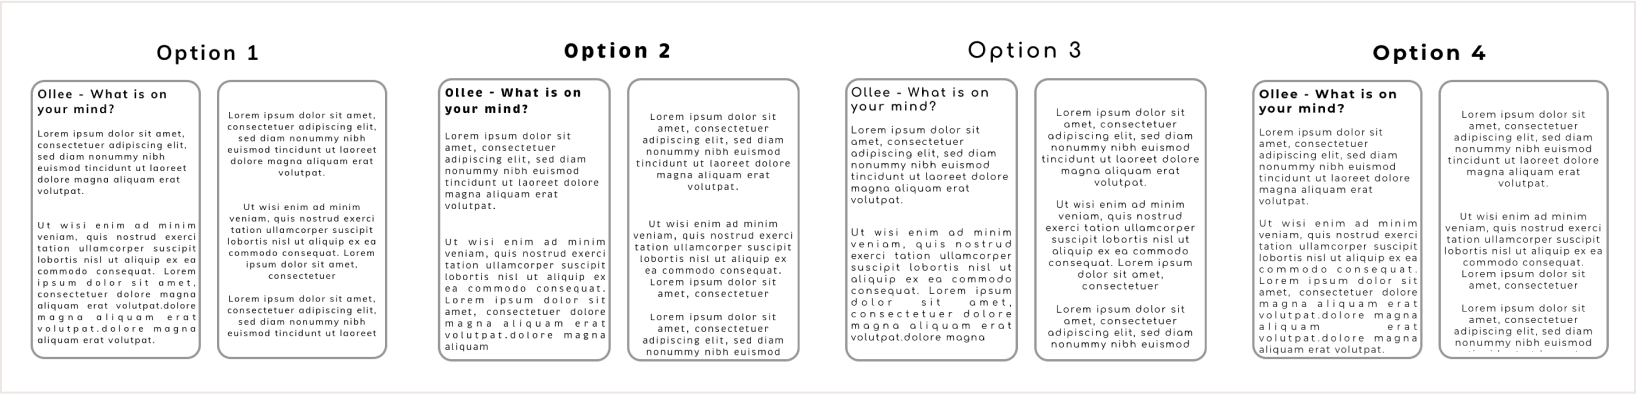 Option 1
Ollee - What is on
your mind?
Lorem ipsum dolor sit amet,
consectetuer adipiscing elit,
sed diam nonummy nibh
euismod tincidunt ut laoreet
dolore magna aliquam erat
volutpat.
Ut wisi enim ad minim
veniam, quis nostrud exerci
tation ullamcorper suscipit
lobortis nisl ut aliquip ex ea
commodo consequat. Lorem
ipsum dolor sit amet,
consectetuer dolore magna
aliquam erat volutpat.dolore
magna aliquam erat
volutpat.dolore magna
aliquam erat volutpat.
Lorem ipsum dolor sit amet,
consectetuer adipiscing elit,
sed diam nonummy nibh
euismod tincidunt ut laoreet
dolore magna aliquam erat
volutpat.
Ut wisi enim ad minim
veniam, quis nostrud exerci
tation ullamcorper suscipit
lobortis nisl ut aliquip ex ea
commodo consequat. Lorem
ipsum dolor sit amet,
consectetuer
Lorem ipsum dolor sit amet,
consectetuer adipiscing elit,
sed diam nonummy nibh
euismod tincidunt ut laoreet
Option 2
Ollee - What is on
your mind?
Lorem ipsum dolor sit
amet, consectetuer
adipiscing elit, sed diam
nonummy nibh euismod
tincidunt ut laoreet dolore
magna aliquam erat
volutpat.
Ut wisi enim ad minim
veniam, quis nostrud exerci
tation ullamcorper suscipit
lobortis nisl ut aliquip ex
ea commodo consequat.
Lorem ipsum dolor sit
amet, consectetuer dolore
magna aliquam erat
volutpat.dolore magna
aliquam
Lorem ipsum dolor sit
amet, consectetuer
adipiscing elit, sed diam
nonummy nibh euismod
tincidunt ut laoreet dolore
magna aliquam erat
volutpat.
Ut wisi enim ad minim
veniam, quis nostrud exerci
tation ullamcorper suscipit
lobortis nisl ut aliquip ex
ea commodo consequat.
Lorem ipsum dolor sit
amet, consectetuer
Lorem ipsum dolor sit
amet, consectetuer
adipiscing elit, sed diam
nonummy nibh euismod
Option 3
Ollee - What is on
your mind?
Lorem ipsum dolor sit
amet, consectetuer
adipiscing elit, sed diam
nonummy nibh euismod
tincidunt ut laoreet dolore
magna aliquam erat
volutpat.
Ut wisi enim ad minim
veniam, quis nostrud
exerci tation ullamcorper
suscipit lobortis nisl ut
aliquip ex ea commodo
consequat. Lorem ipsum
dolor sit amet,
consectetuer dolore
magna aliquam erat
volutpat.dolore magna
Lorem ipsum dolor sit
amet, consectetuer
adipiscing elit, sed diam
nonummy nibh euismod
tincidunt ut laoreet dolore
magna aliquam erat
volutpat.
Ut wisi enim ad minim
veniam, quis nostrud
exerci tation ullamcorper
suscipit lobortis nisl ut
aliquip ex ea commodo
consequat. Lorem ipsum
dolor sit amet,
consectetuer
Lorem ipsum dolor sit
amet, consectetuer
adipiscing elit, sed diam
nonummy nibh euismod
Option 4
Ollee - What is on
your mind?
Lorem ipsum dolor sit
amet, consectetuer
adipiscing elit, sed diam
nonummy nibh euismod
tincidunt ut laoreet dolore
magna aliquam erat
volutpat.
Ut wisi enim ad minim
veniam, quis nostrud exerci
tation ullamcorper suscipit
lobortis nisl ut aliquip ex ea
commodo consequat.
Lorem ipsum dolor sit
amet, consectetuer dolore
magna aliquam erat
volutpat.dolore magna
aliquam erat
volutpat.dolore magna
aliquam erat volutpat.
Lorem ipsum dolor sit
amet, consectetuer
adipiscing elit, sed diam
nonummy nibh euismod
tincidunt ut laoreet dolore
magna aliquam erat
volutpat.
Ut wisi enim ad minim
veniam, quis nostrud exerci
tation ullamcorper suscipit
lobortis nisl ut aliquip ex ea
commodo consequat.
Lorem ipsum dolor sit
amet, consectetuer
Lorem ipsum dolor sit
amet, consectetuer
adipiscing elit, sed diam
nonummy nibh euismod